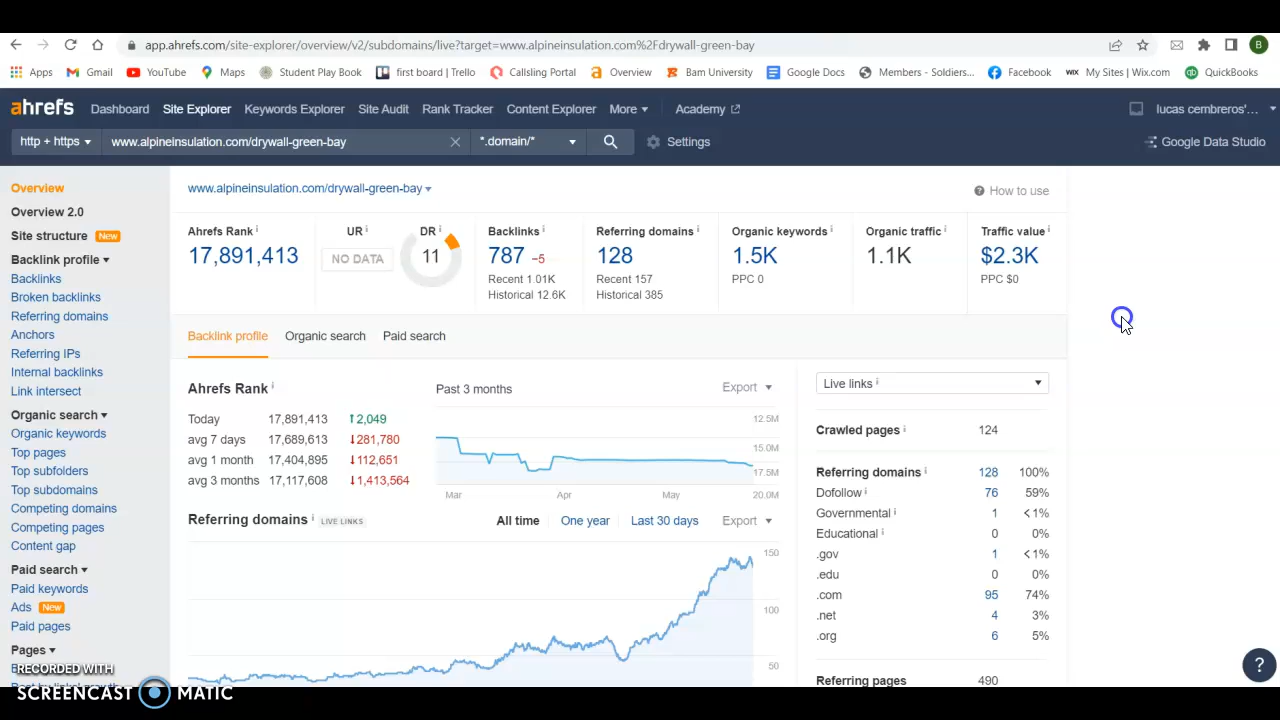 app.ahrefs.com/site-explorer/overview/v2/subdomains/live?target=www.alpineinsulation.com%2Fdrywall-green-bay
B
Apps Gmail YouTube Maps Student Play Book first board | Trello Callsling Portal Overview Bam University Google Docs Members - Soldiers... Facebook WIX My Sites | Wix.com QuickBooks
ahrefs Dashboard Site Explorer Keywords Explorer Site Audit Rank Tracker Content Explorer More Academy lucas cembreros'...
http + https www.alpineinsulation.com/drywall-green-bay *.domain/* Settings Google Data Studio
Overview
Overview 2.0
Site structure New
Backlink profile
Backlinks
Broken backlinks
Referring domains
Anchors
Referring IPs
Internal backlinks
Link intersect
Organic search
Organic keywords
Top pages
Top subfolders
Top subdomains
Competing domains
Competing pages
Content gap
Paid search
Paid keywords
Ads New
Paid pages
Pages
www.alpineinsulation.com/drywall-green-bay
How to use
Ahrefs Rank UR DR Backlinks Referring domains Organic keywords Organic traffic Traffic value
17,891,413 NO DATA 11 787 -5 128 1.5K 1.1K $2.3K
Recent 1.01K Recent 157 PPC 0 PPC $0
Historical 12.6K Historical 385
Backlink profile Organic search Paid search
Ahrefs Rank Past 3 months Export
Today 17,891,413 ↑2,049
avg 7 days 17,689,613 ↓281,780
avg 1 month 17,404,895 ↓112,651
avg 3 months 17,117,608 ↓1,413,564
12.5M
15.0M
17.5M
20.0M
Mar Apr May
Referring domains LIVE LINKS All time One year Last 30 days Export
150
100
50
Live links
Crawled pages 124
Referring domains 128 100%
Dofollow 76 59%
Governmental 1 <1%
Educational 0 0%
.gov 1 <1%
.edu 0 0%
.com 95 74%
.net 4 3%
.org 6 5%
Referring pages 490
?
RECORDED WITH
SCREENCAST MATIC